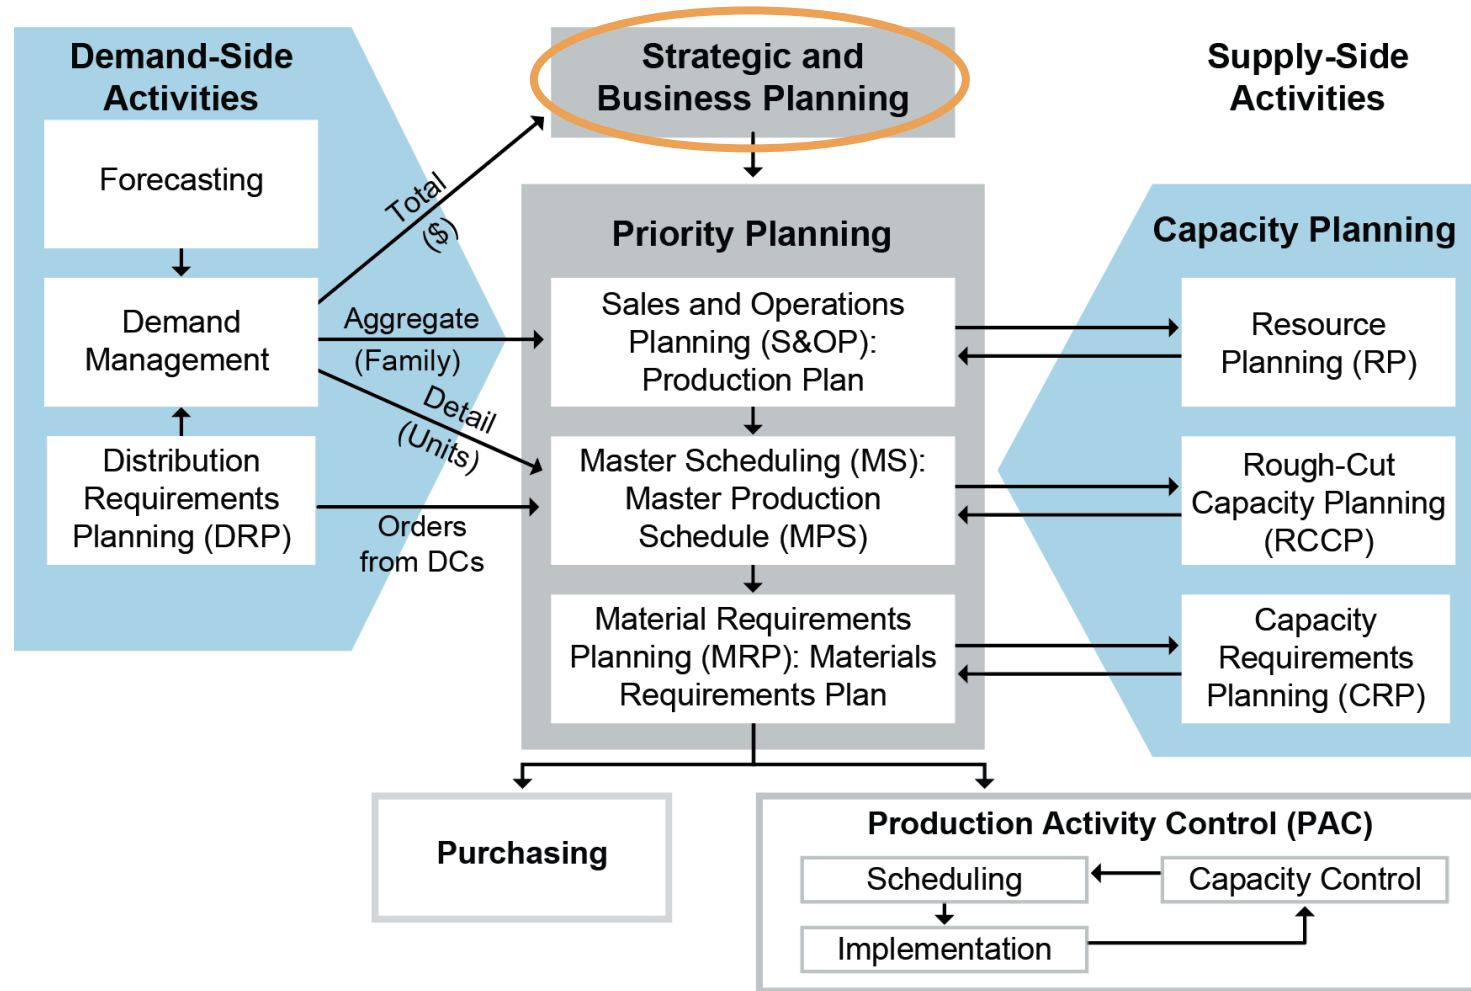 Demand-Side
Activities
Forecasting
Demand
Management
Distribution
Requirements
Planning (DRP)
Total
($)
Aggregate
(Family)
Detail
(Units)
Orders
from DCs
Strategic and
Business Planning
Priority Planning
Sales and Operations
Planning (S&OP):
Production Plan
Master Scheduling (MS):
Master Production
Schedule (MPS)
Material Requirements
Planning (MRP): Materials
Requirements Plan
Supply-Side
Activities
Capacity Planning
Resource
Planning (RP)
Rough-Cut
Capacity Planning
(RCCP)
Capacity
Requirements
Planning (CRP)
Purchasing
Production Activity Control (PAC)
Scheduling
Capacity Control
Implementation